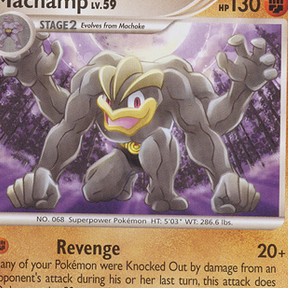 Machamp LV.59 HP 130
STAGE 2 Evolves from Machoke
NO. 068 Superpower Pokémon HT: 5'03" WT: 286.6 lbs.
Revenge 20+
any of your Pokémon were Knocked Out by damage from an
opponent's attack during his or her last turn, this attack does